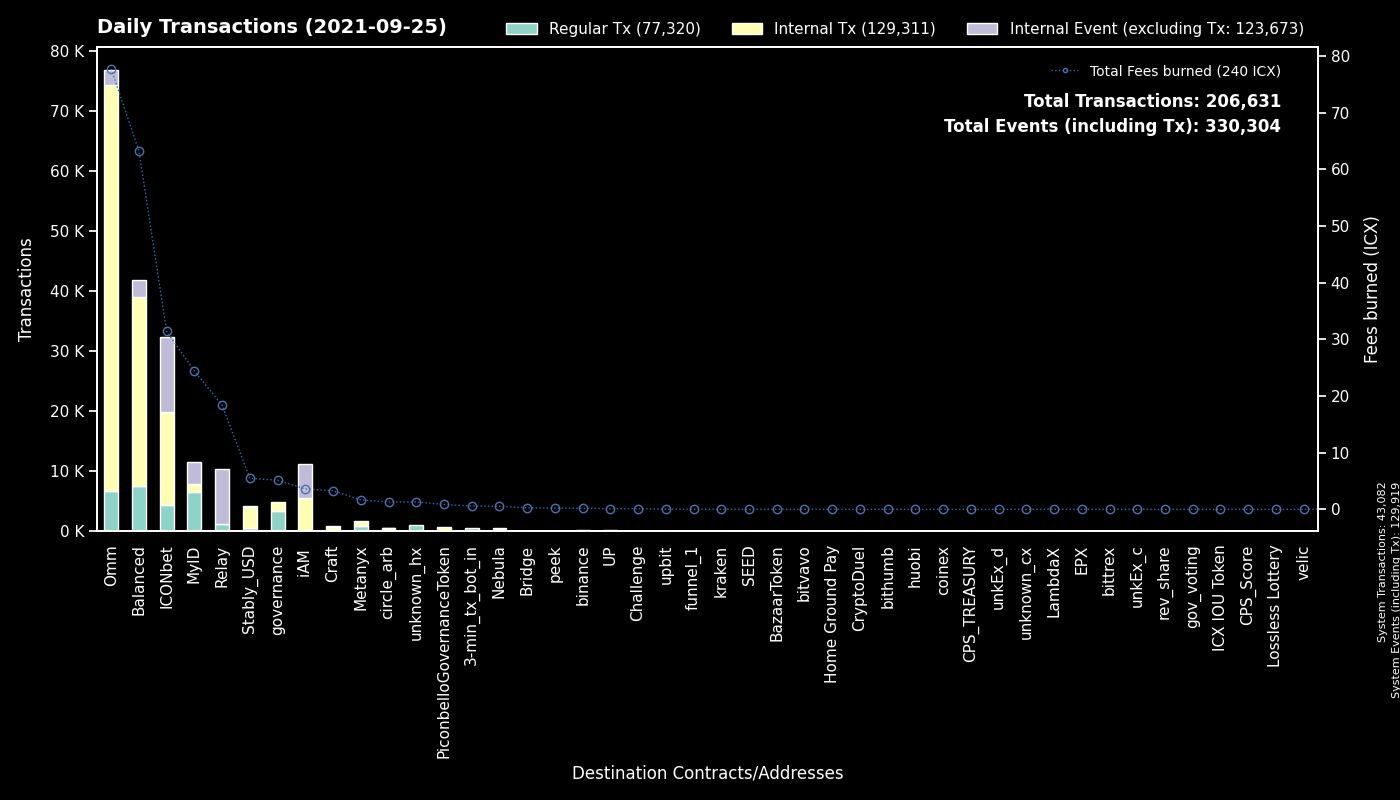 Daily Transactions (2021-09-25)
Regular Tx (77,320)
Internal Tx (129,311)
Internal Event (excluding Tx: 123,673)
Total Fees burned (240 ICX)
Total Transactions: 206,631
Total Events (including Tx): 330,304
Transactions
80 K
70 K
60 K
50 K
40 K
30 K
20 K
10 K
0 K
80
70
60
50
40
30
20
10
0
Fees burned (ICX)
Omm
Balanced
ICONbet
MyID
Relay
Stably_USD
governance
iAM
Craft
Metanyx
circle_arb
unknown_hx
PiconbelloGovernanceToken
3-min_tx_bot_in
Nebula
Bridge
peek
binance
UP
Challenge
upbit
funnel_1
kraken
SEED
BazaarToken
bitvavo
Home Ground Pay
CryptoDuel
bithumb
huobi
coinex
CPS_TREASURY
unkEx_d
unknown_cx
LambdaX
EPX
bittrex
unkEx_c
rev_share
gov_voting
ICX IOU Token
CPS_Score
Lossless Lottery
velic
Destination Contracts/Addresses
System Transactions: 43,082
System Events (including Tx): 129,919